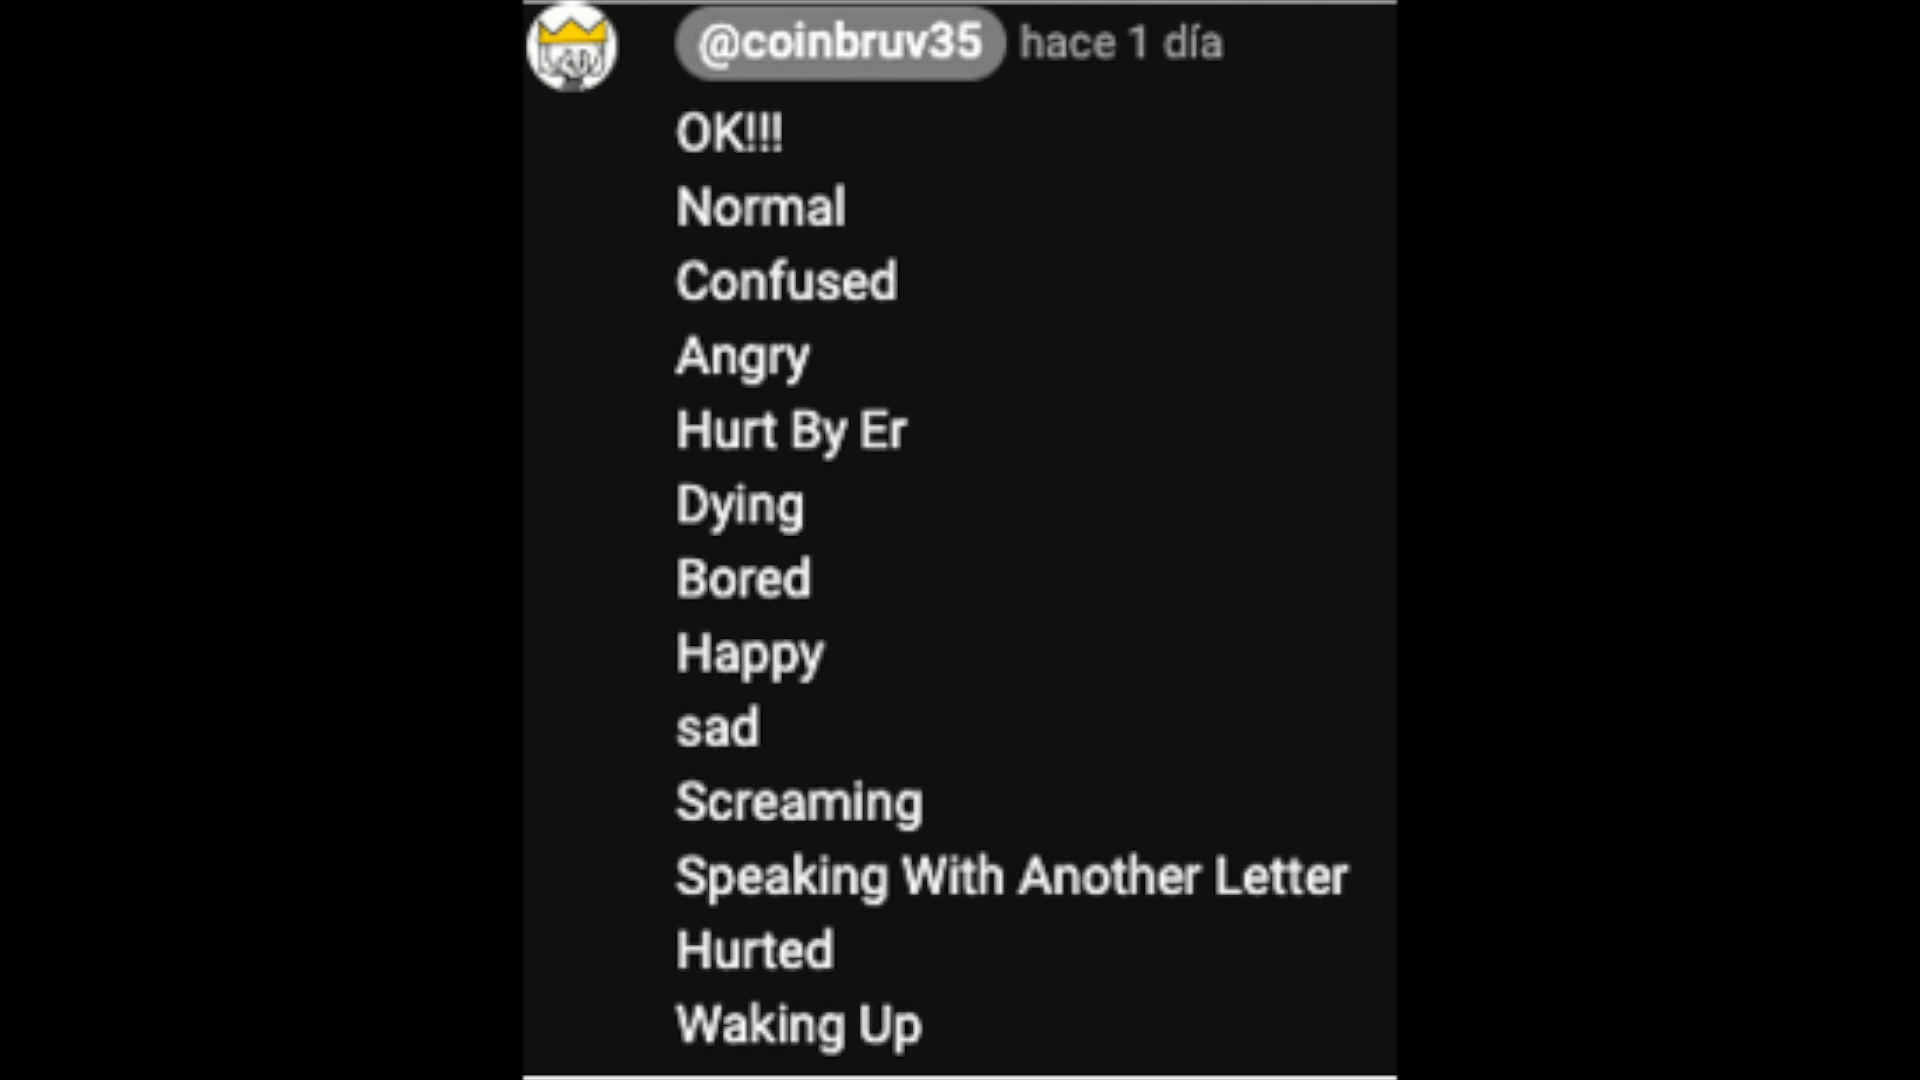 @coinbruv35 hace 1 día
OK!!!
Normal
Confused
Angry
Hurt By Er
Dying
Bored
Happy
sad
Screaming
Speaking With Another Letter
Hurted
Waking Up